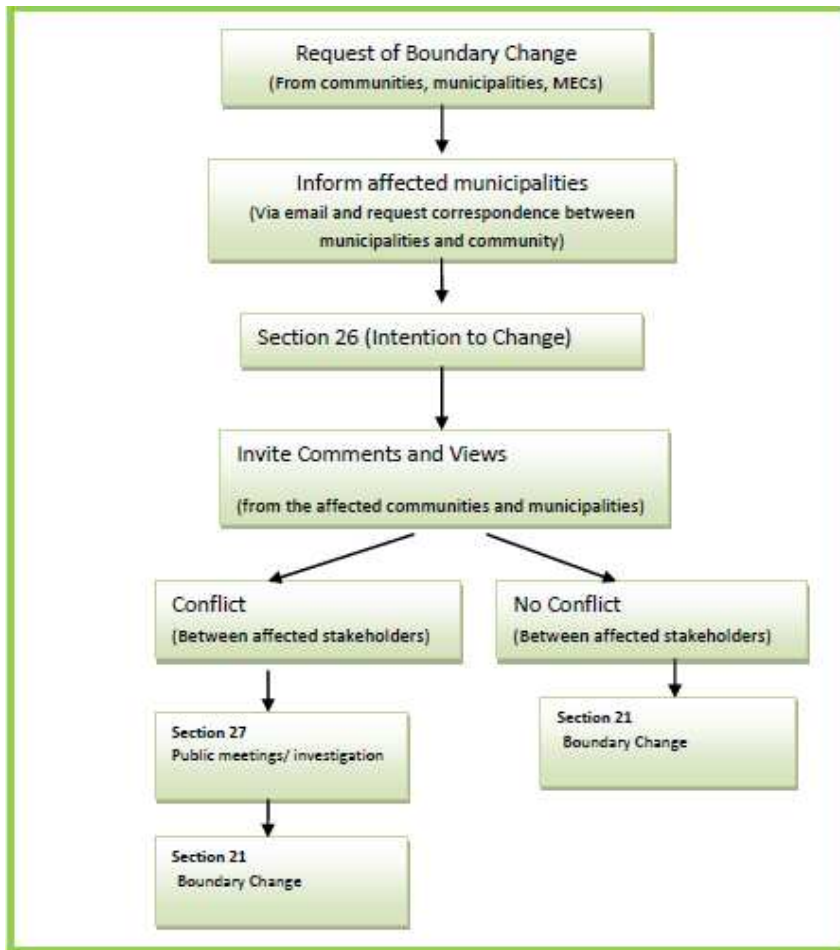 Request of Boundary Change
(From communities, municipalities, MECs)
Inform affected municipalities
(Via email and request correspondence between
municipalities and community)
Section 26 (Intention to Change)
Invite Comments and Views
(from the affected communities and municipalities)
Conflict
(Between affected stakeholders)
No Conflict
(Between affected stakeholders)
Section 27
Public meetings/ investigation
Section 21
Boundary Change
Section 21
Boundary Change